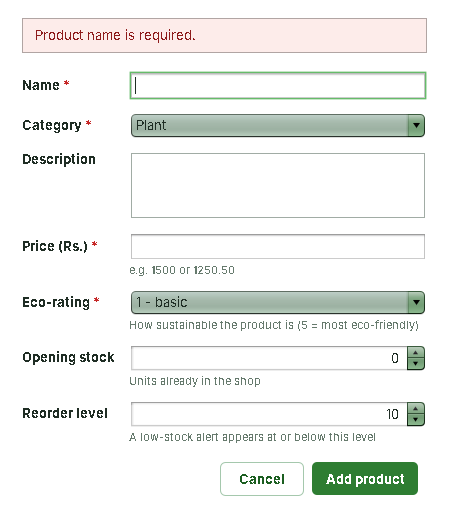 Product name is required.
Name *
Category * Plant
Description
Price (Rs.) *
e.g. 1500 or 1250.50
Eco-rating * 1 - basic
How sustainable the product is (5 = most eco-friendly)
Opening stock 0
Units already in the shop
Reorder level 10
A low-stock alert appears at or below this level
Cancel Add product